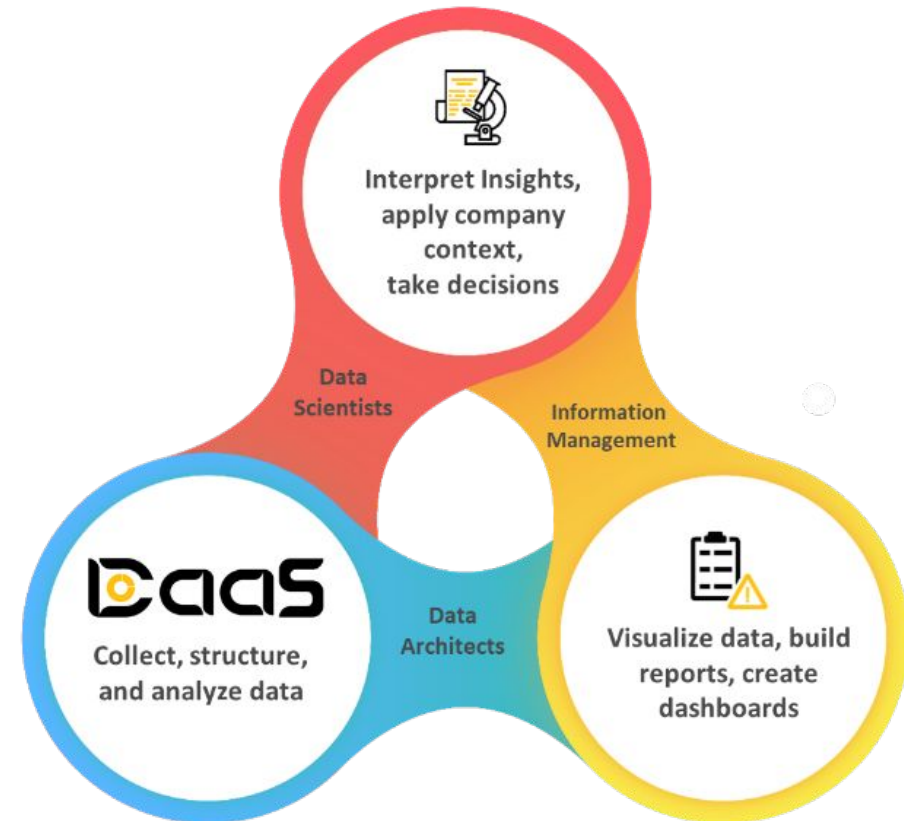 Interpret Insights,
apply company
context,
take decisions
Data
Scientists
Information
Management
DaaS
Collect, structure,
and analyze data
Data
Architects
Visualize data, build
reports, create
dashboards